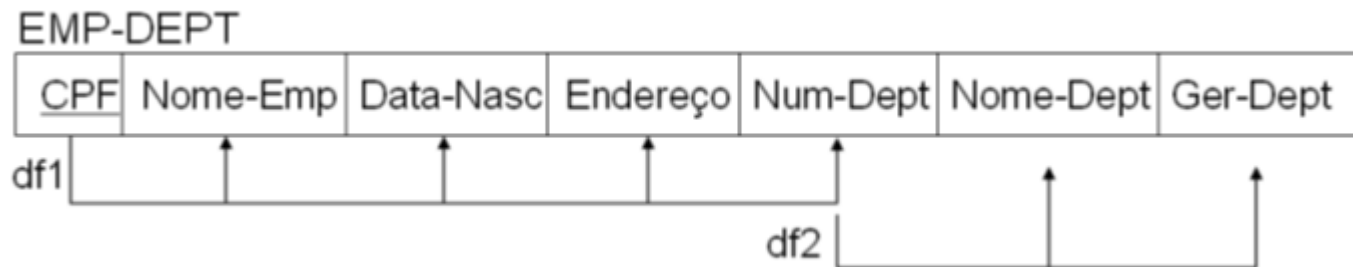 EMP-DEPT
CPF Nome-Emp Data-Nasc Endereço Num-Dept Nome-Dept Ger-Dept
df1
df2